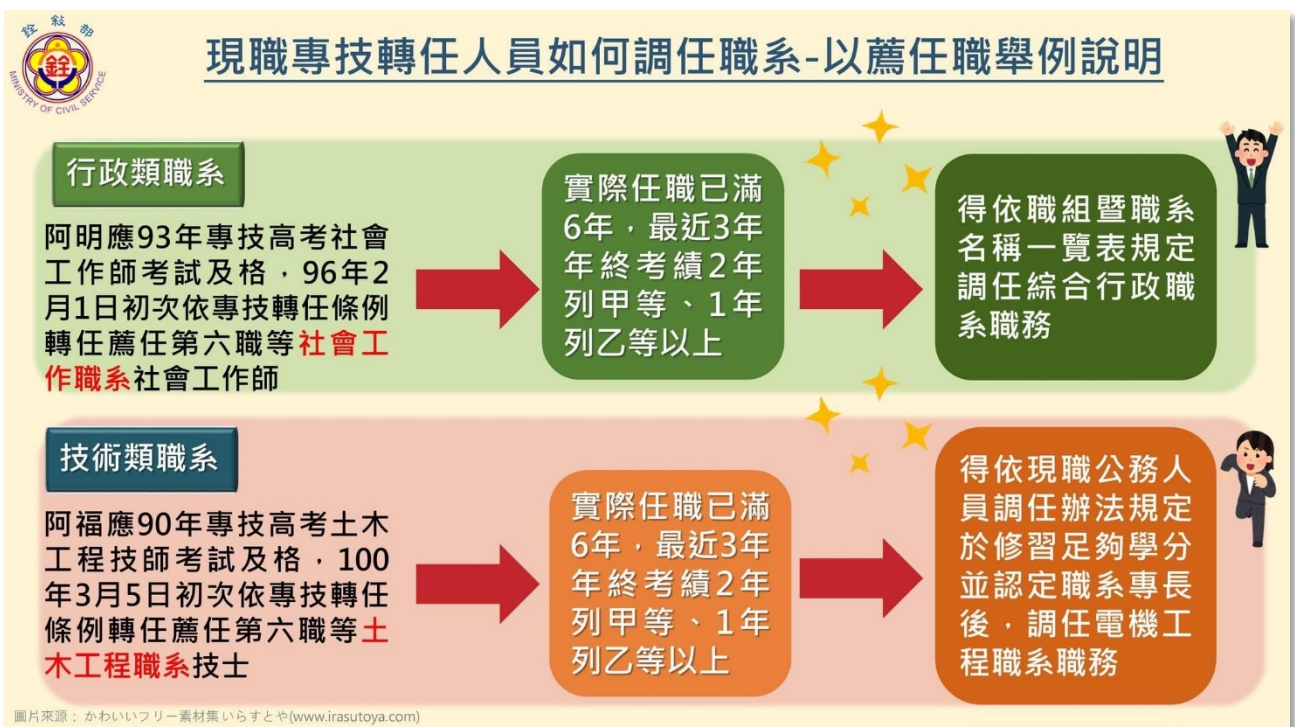 銓敘部
MINISTRY OF CIVIL SERVICE
銓
現職專技轉任人員如何調任職系-以薦任職舉例說明
行政類職系
阿明應93年專技高考社會
工作師考試及格，96年2
月1日初次依專技轉任條例
轉任薦任第六職等社會工
作職系社會工作師
實際任職已滿
6年，最近3年
年終考績2年
列甲等、1年
列乙等以上
得依職組暨職系
名稱一覽表規定
調任綜合行政職
系職務
技術類職系
阿福應90年專技高考土木
工程技師考試及格，100
年3月5日初次依專技轉任
條例轉任薦任第六職等土
木工程職系技士
實際任職已滿
6年，最近3年
年終考績2年
列甲等、1年
列乙等以上
得依現職公務人
員調任辦法規定
於修習足夠學分
並認定職系專長
後，調任電機工
程職系職務
圖片來源：かわいいフリー素材集いらすとや(www.irasutoya.com)